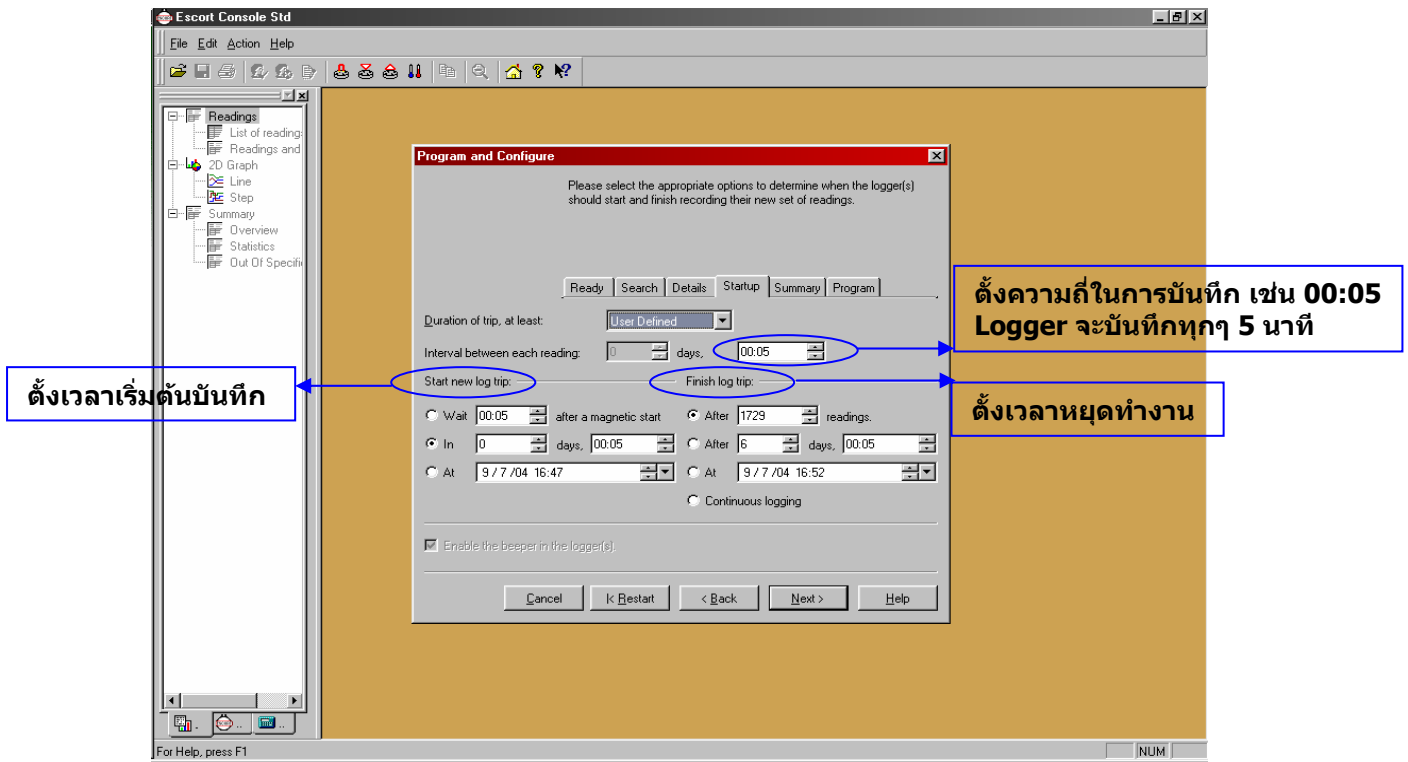 Escort Console Std
File Edit Action Help
Readings
List of reading
Readings and
2D Graph
Line
Step
Summary
Overview
Statistics
Out Of Specifi
Program and Configure
Please select the appropriate options to determine when the logger(s)
should start and finish recording their new set of readings.
Ready Search Details Startup Summary Program
Duration of trip, at least: User Defined
Interval between each reading: 0 days, 00:05
Start new log trip: Finish log trip:
Wait 00:05 after a magnetic start After 1729 readings.
In 0 days, 00:05 After 6 days, 00:05
At 9 / 7 /04 16:47 At 9 / 7 /04 16:52
Continuous logging
Enable the beeper in the logger(s).
Cancel |< Restart < Back Next > Help
ตั้งความถี่ในการบันทึก เช่น 00:05
Logger จะบันทึกทุกๆ 5 นาที
ตั้งเวลาเริ่มต้นบันทึก
ตั้งเวลาหยุดทำงาน
For Help, press F1 NUM